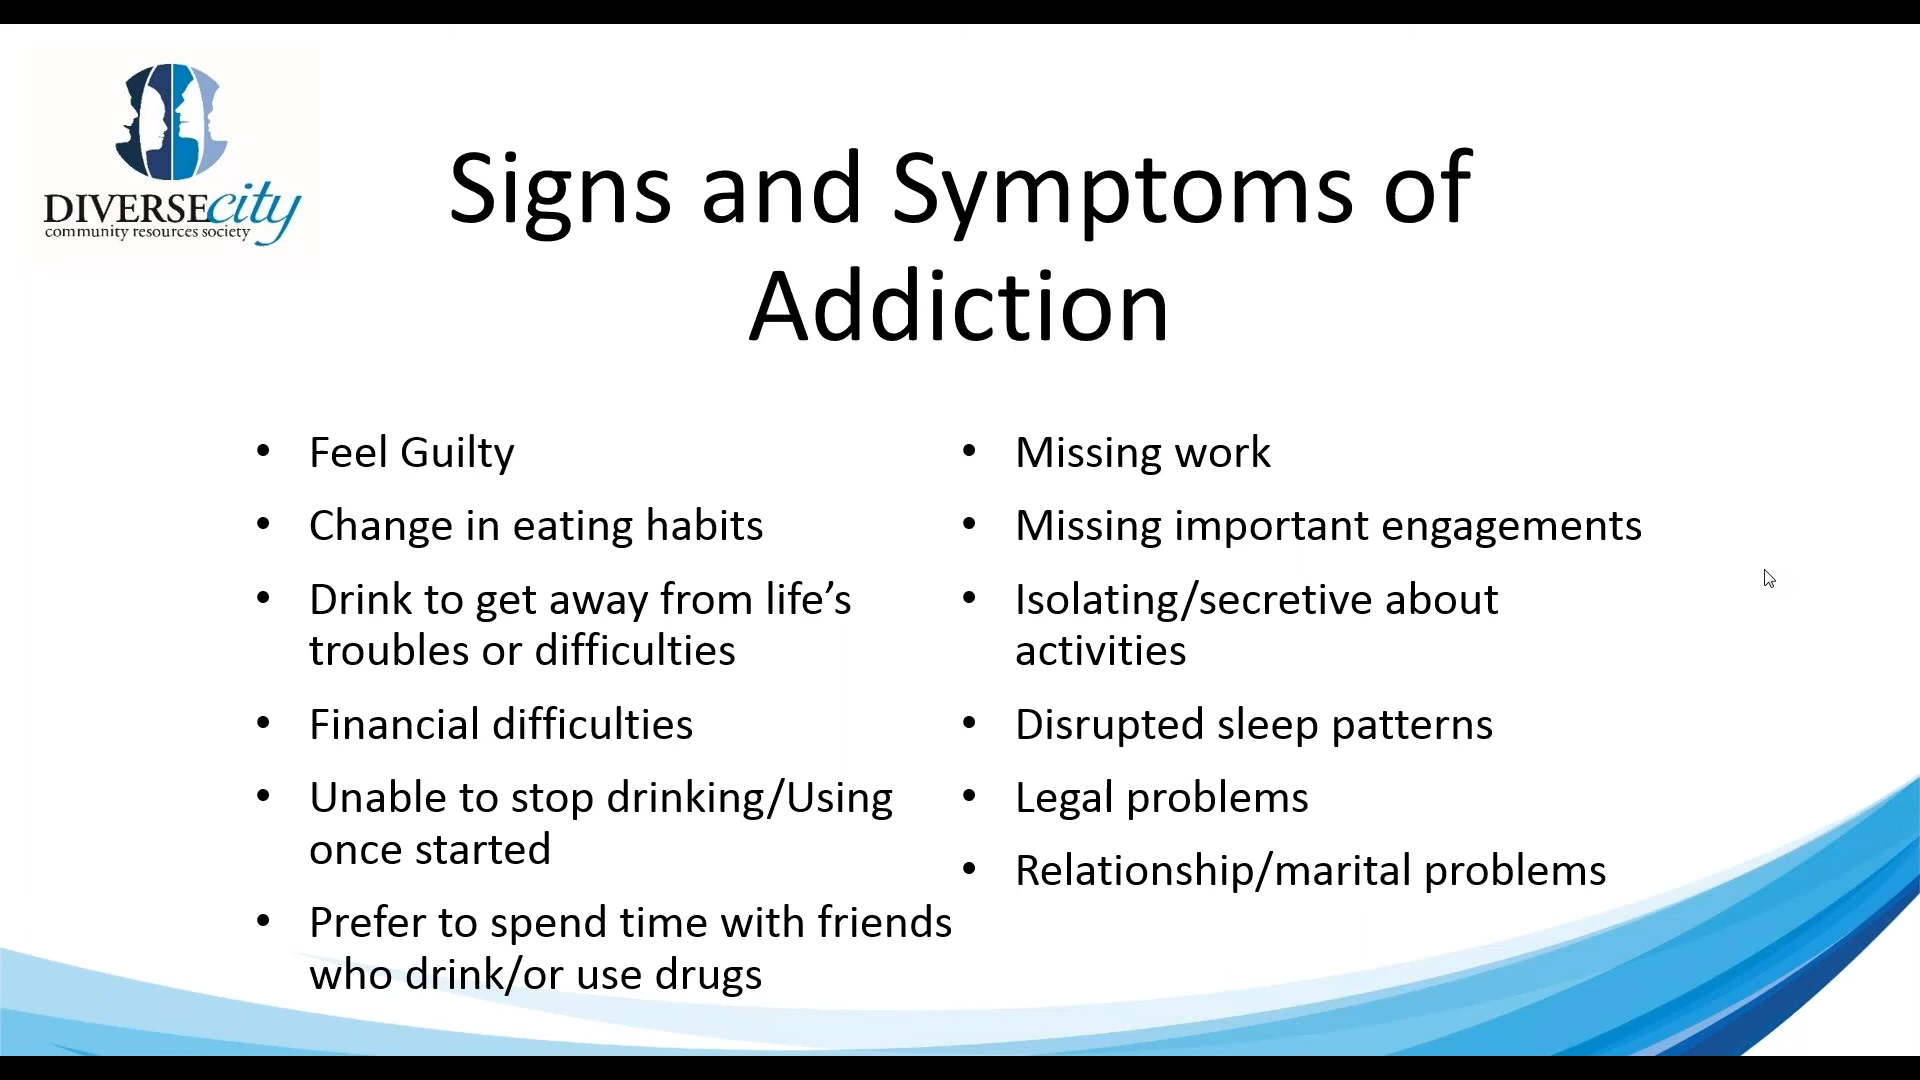 DIVERSEcity
community resources society
Signs and Symptoms of
Addiction
• Feel Guilty
• Change in eating habits
• Drink to get away from life’s
troubles or difficulties
• Financial difficulties
• Unable to stop drinking/Using
once started
• Prefer to spend time with friends
who drink/or use drugs
• Missing work
• Missing important engagements
• Isolating/secretive about
activities
• Disrupted sleep patterns
• Legal problems
• Relationship/marital problems